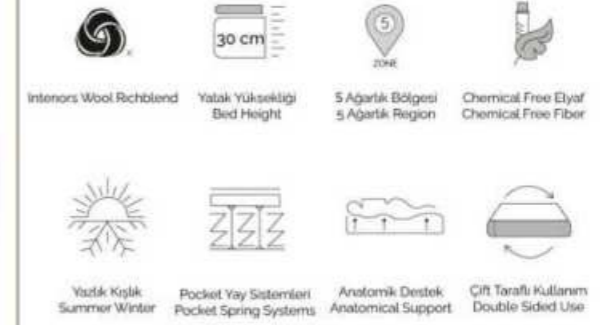 30 cm
5
ZONE
Interiors Wool Richblend
Yatak Yüksekliği
Bed Height
5 Ağarlık Bölgesi
5 Ağarlık Region
Chemical Free Elyaf
Chemical Free Fiber
Yazlık Kışlık
Summer Winter
Pocket Yay Sistemleri
Pocket Spring Systems
Anatomik Destek
Anatomical Support
Çift Taraflı Kullanım
Double Sided Use